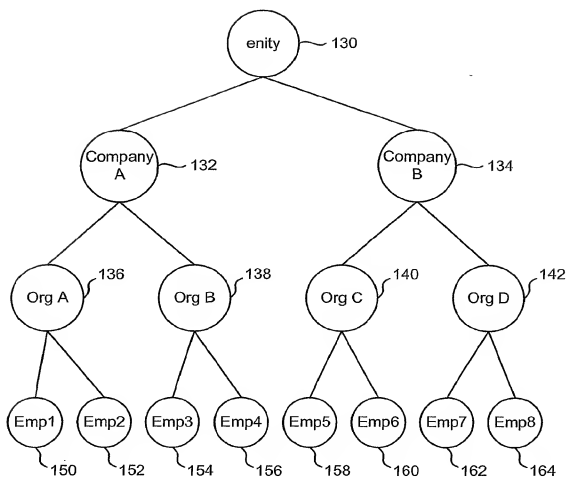 enity
130
Company
A
132
Company
B
134
Org A
136
Org B
138
Org C
140
Org D
142
Emp1
Emp2
Emp3
Emp4
Emp5
Emp6
Emp7
Emp8
150
152
154
156
158
160
162
164